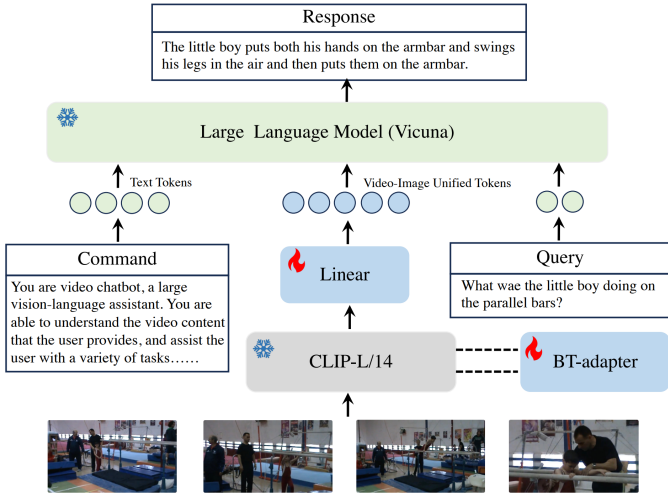 Response
The little boy puts both his hands on the armbar and swings
his legs in the air and then puts them on the armbar.
Large Language Model (Vicuna)
Text Tokens
Video-Image Unified Tokens
Command
You are video chatbot, a large
vision-language assistant. You are
able to understand the video content
that the user provides, and assist the
user with a variety of tasks……
Linear
Query
What wae the little boy doing on
the parallel bars?
CLIP-L/14
BT-adapter